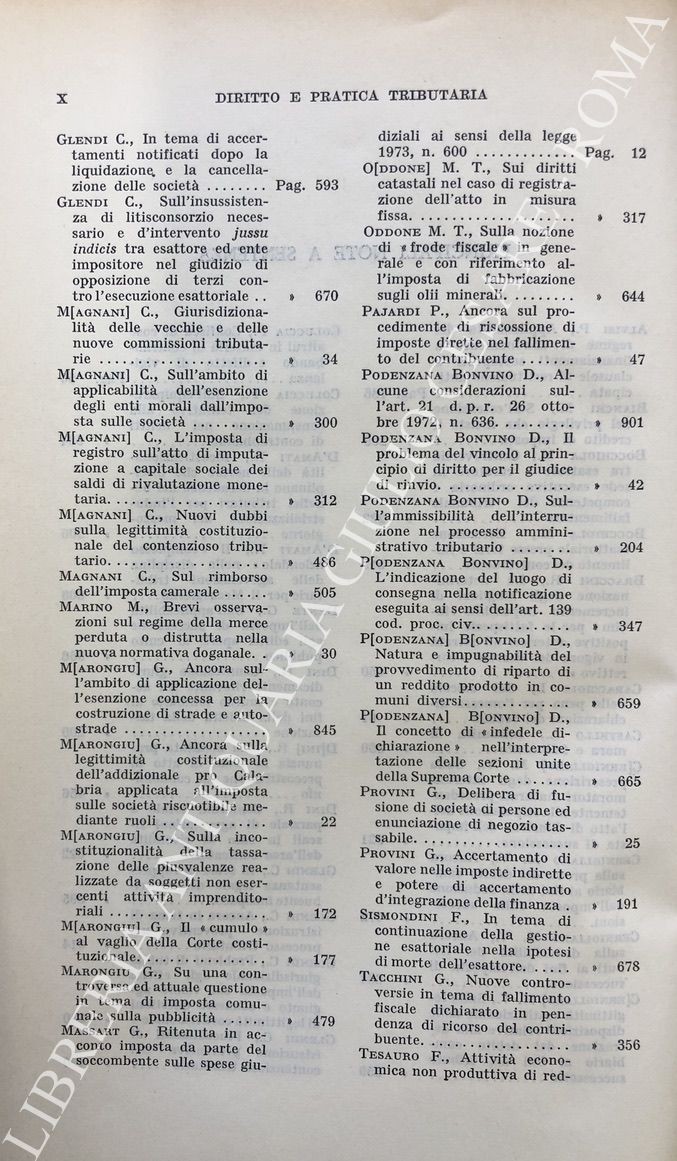 X
DIRITTO E PRATICA TRIBUTARIA
GLENDI C., In tema di accer-
tamenti notificati dopo la
liquidazione, e la cancella-
zione delle società ........ Pag. 593
GLENDI C., Sull'insussisten-
za di litisconsorzio neces-
sario e d'intervento jussu
indicis tra esattore ed ente
impositore nel giudizio di
opposizione di terzi con-
tro l'esecuzione esattoriale .. » 670
M[AGNANI] C., Giurisdiziona-
lità delle vecchie e delle
nuove commissioni tributa-
rie ...................... » 34
M[AGNANI] C., Sull'ambito di
applicabilità dell'esenzione
degli enti morali dall'impo-
sta sulle società .......... » 300
M[AGNANI] C., L'imposta di
registro sull'atto di imputa-
zione a capitale sociale dei
saldi di rivalutazione mone-
taria..................... » 312
M[AGNANI] C., Nuovi dubbi
sulla legittimità costituzio-
nale del contenzioso tribu-
tario..................... » 486
MAGNANI C., Sul rimborso
dell'imposta camerale ...... » 505
MARINO M., Brevi osserva-
zioni sul regime della merce
perduta o distrutta nella
nuova normativa doganale. . » 30
M[ARONGIU] G., Ancora sul-
l'ambito di applicazione del-
l'esenzione concessa per la
costruzione di strade e auto-
strade ................... » 845
M[ARONGIU] G., Ancora sulla
legittimità costituzionale
dell'addizionale pro Cala-
bria applicata all'imposta
sulle società riscuotibile me-
diante ruoli .............. » 22
M[ARONGIU] G., Sulla inco-
stituzionalità della tassa-
zione delle plusvalenze rea-
lizzate da soggetti non eser-
centi attività imprendito-
riali ..................... » 172
M[ARONGIU] G., Il « cumulo »
al vaglio della Corte costi-
tuzionale................. » 177
MARONGIU G., Su una con-
troversa ed attuale questione
in tema di imposta comu-
nale sulla pubblicità ...... » 479
MASSART G., Ritenuta in ac-
conto imposta da parte del
soccombente sulle spese giu-
diziali ai sensi della legge
1973, n. 600 ............. Pag. 12
O[DDONE] M. T., Sui diritti
catastali nel caso di registra-
zione dell'atto in misura
fissa..................... » 317
ODDONE M. T., Sulla nozione
di « frode fiscale » in gene-
rale e con riferimento al-
l'imposta di fabbricazione
sugli olii minerali. ........ » 644
PAJARDI P., Ancora sul pro-
cedimento di riscossione di
imposte dirette nel fallimen-
to del contribuente ....... » 47
PODENZANA BONVINO D., Al-
cune considerazioni sul-
l'art. 21 d. p. r. 26 otto-
bre 1972, n. 636.......... » 901
PODENZANA BONVINO D., Il
problema del vincolo al prin-
cipio di diritto per il giudice
di rinvio. ................ » 42
PODENZANA BONVINO D., Sul-
l'ammissibilità dell'interru-
zione nel processo ammini-
strativo tributario ........ » 204
P[ODENZANA BONVINO] D.,
L'indicazione del luogo di
consegna nella notificazione
eseguita ai sensi dell'art. 139
cod. proc. civ............. » 347
P[ODENZANA] B[ONVINO] D.,
Natura e impugnabilità del
provvedimento di riparto di
un reddito prodotto in co-
muni diversi.............. » 659
P[ODENZANA] B[ONVINO] D.,
Il concetto di « infedele di-
chiarazione » nell'interpre-
tazione delle sezioni unite
della Suprema Corte ....... » 665
PROVINI G., Delibera di fu-
sione di società di persone ed
enunciazione di negozio tas-
sabile.................... » 25
PROVINI G., Accertamento di
valore nelle imposte indirette
e potere di accertamento
d'integrazione della finanza . » 191
SISMONDINI F., In tema di
continuazione della gestio-
ne esattoriale nella ipotesi
di morte dell'esattore. ..... » 678
TACCHINI G., Nuove contro-
versie in tema di fallimento
fiscale dichiarato in pen-
denza di ricorso del contri-
buente. .................. » 356
TESAURO F., Attività econo-
mica non produttiva di red-
LIBRERIA ANTIQUARIA GIULIO CESARE ROMA